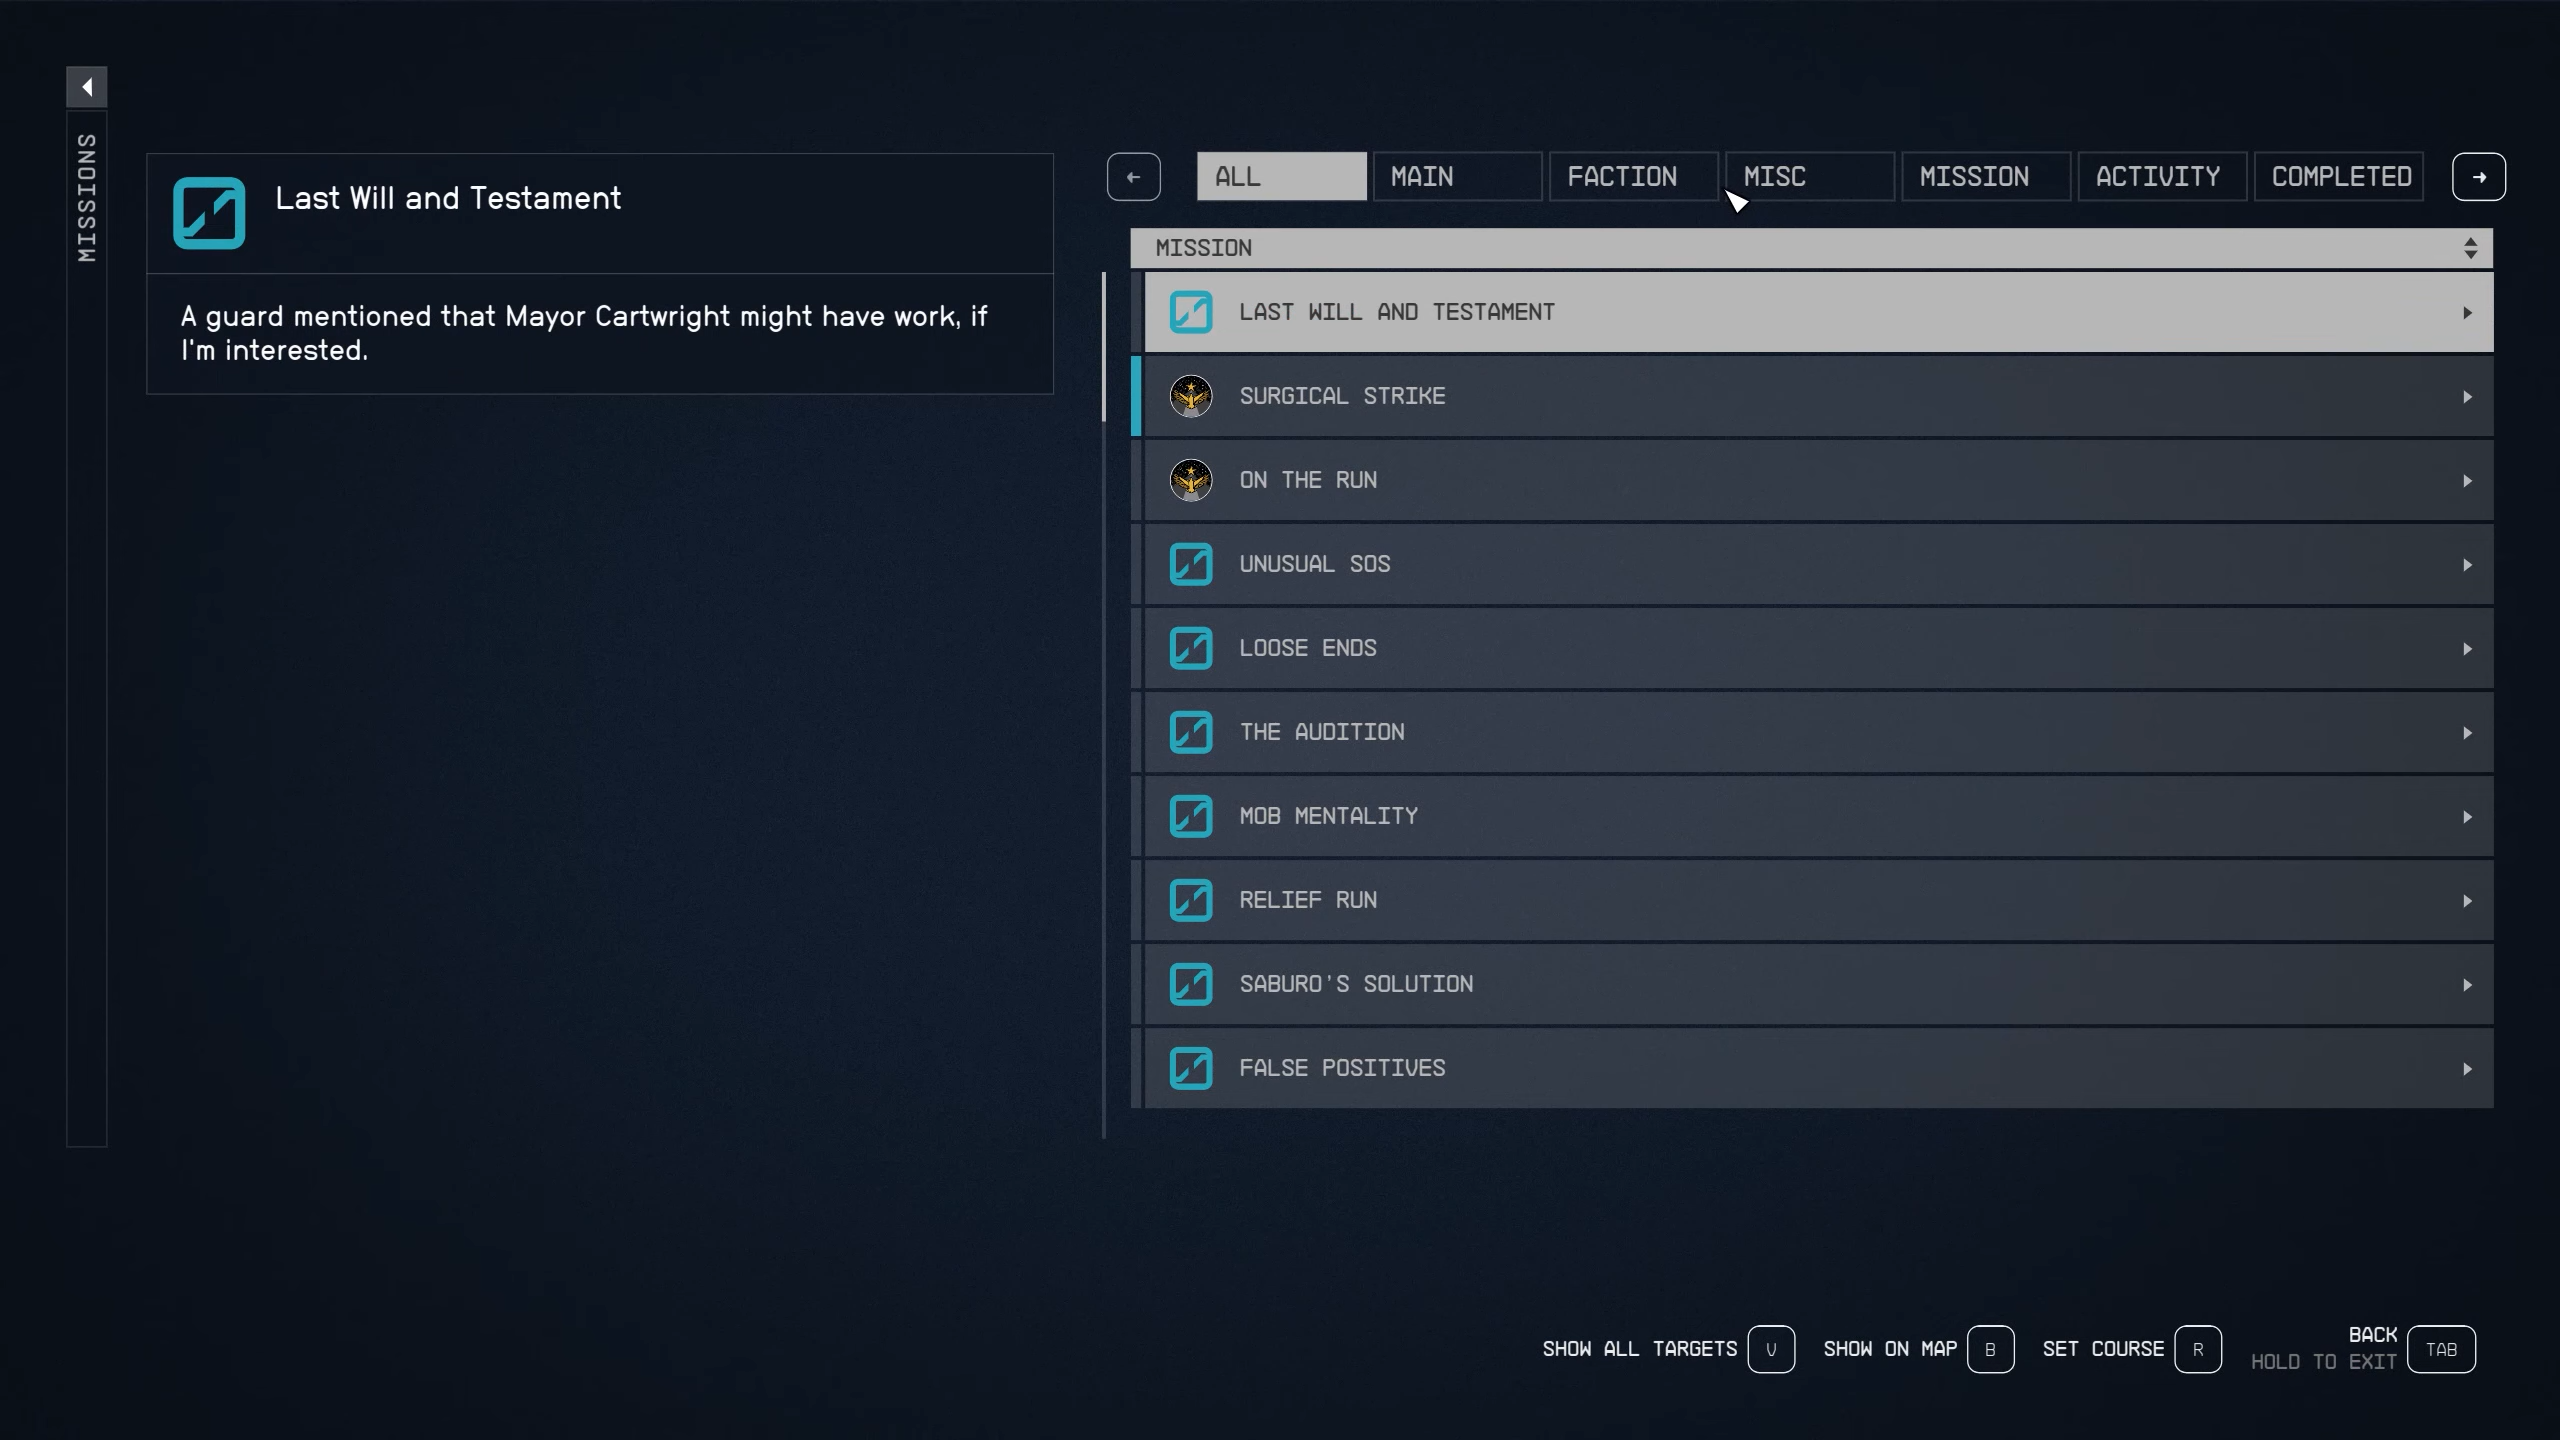 MISSIONS
Last Will and Testament
A guard mentioned that Mayor Cartwright might have work, if
I'm interested.
ALL MAIN FACTION MISC MISSION ACTIVITY COMPLETED
MISSION
LAST WILL AND TESTAMENT
SURGICAL STRIKE
ON THE RUN
UNUSUAL SOS
LOOSE ENDS
THE AUDITION
MOB MENTALITY
RELIEF RUN
SABURO'S SOLUTION
FALSE POSITIVES
SHOW ALL TARGETS V SHOW ON MAP B SET COURSE R BACK TAB
HOLD TO EXIT